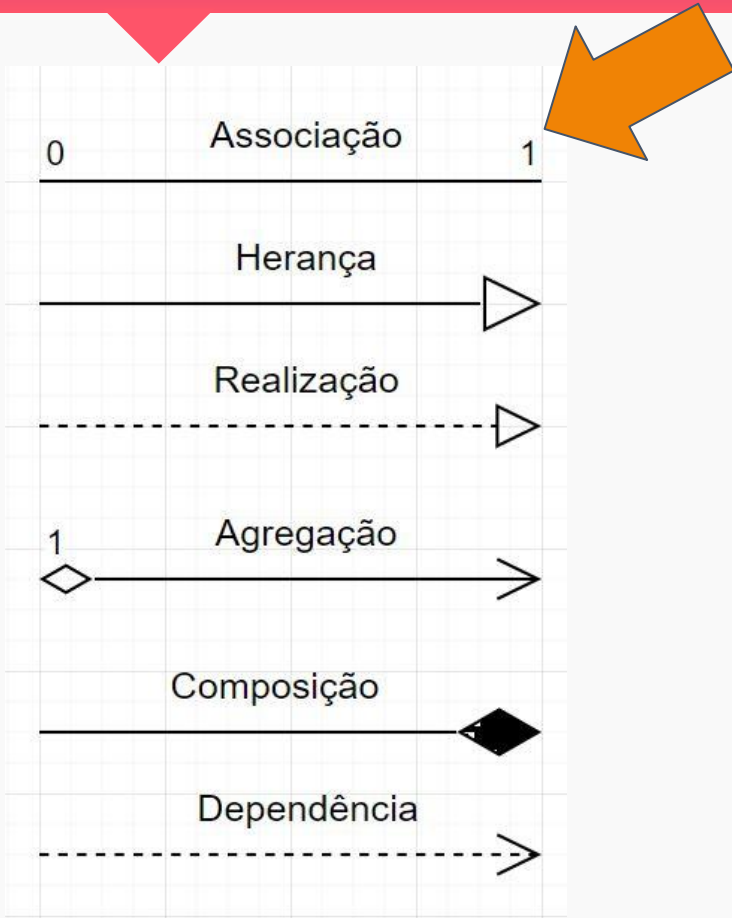 Associação
0 1
Herança
Realização
Agregação
1
Composição
Dependência